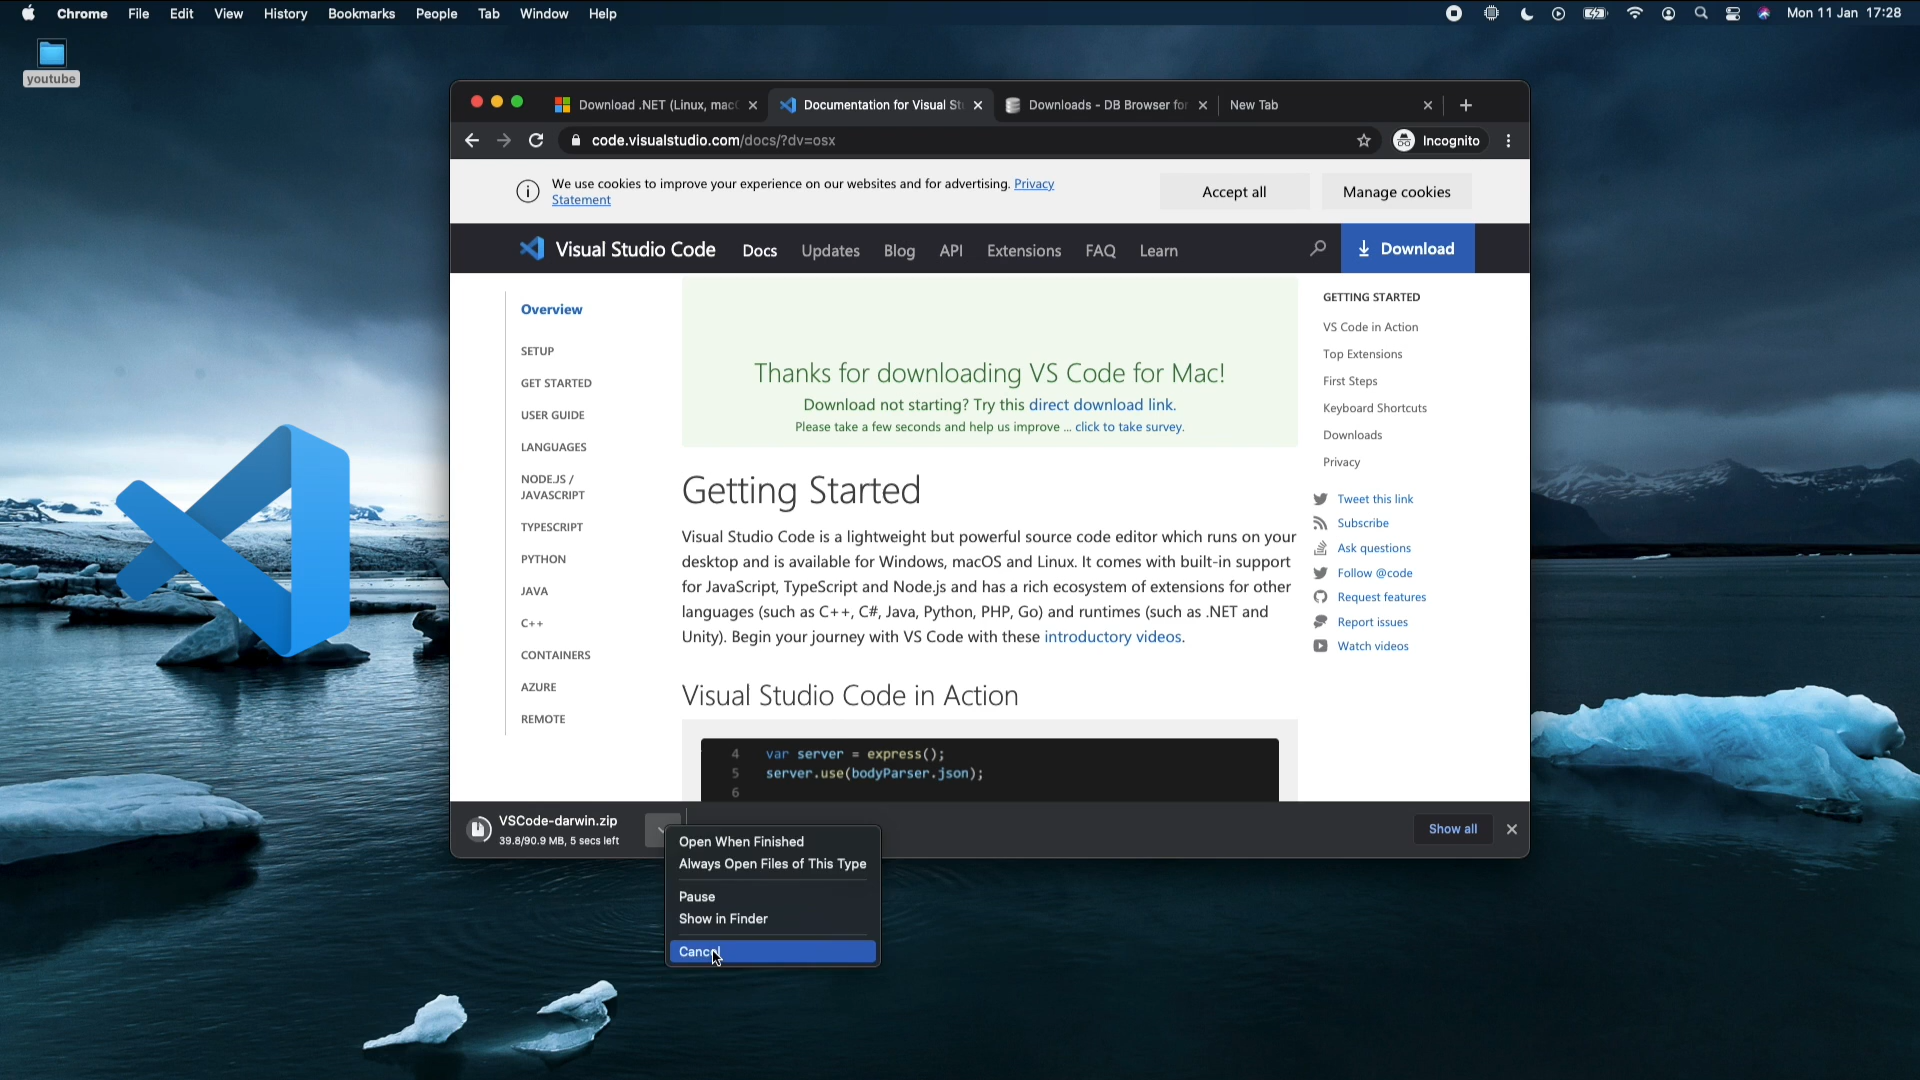 Chrome File Edit View History Bookmarks People Tab Window Help Mon 11 Jan 17:28
youtube
Download .NET (Linux, mac Documentation for Visual St Downloads - DB Browser for New Tab
code.visualstudio.com/docs/?dv=osx Incognito
We use cookies to improve your experience on our websites and for advertising. Privacy
Statement
Accept all Manage cookies
Visual Studio Code Docs Updates Blog API Extensions FAQ Learn Download
Overview
SETUP
GET STARTED
USER GUIDE
LANGUAGES
NODE.JS /
JAVASCRIPT
TYPESCRIPT
PYTHON
JAVA
C++
CONTAINERS
AZURE
REMOTE
Thanks for downloading VS Code for Mac!
Download not starting? Try this direct download link.
Please take a few seconds and help us improve ... click to take survey.
Getting Started
Visual Studio Code is a lightweight but powerful source code editor which runs on your
desktop and is available for Windows, macOS and Linux. It comes with built-in support
for JavaScript, TypeScript and Node.js and has a rich ecosystem of extensions for other
languages (such as C++, C#, Java, Python, PHP, Go) and runtimes (such as .NET and
Unity). Begin your journey with VS Code with these introductory videos.
Visual Studio Code in Action
4 var server = express();
5 server.use(bodyParser.json);
6
GETTING STARTED
VS Code in Action
Top Extensions
First Steps
Keyboard Shortcuts
Downloads
Privacy
Tweet this link
Subscribe
Ask questions
Follow @code
Request features
Report issues
Watch videos
VSCode-darwin.zip
39.8/90.9 MB, 5 secs left
Show all
Open When Finished
Always Open Files of This Type
Pause
Show in Finder
Cancel